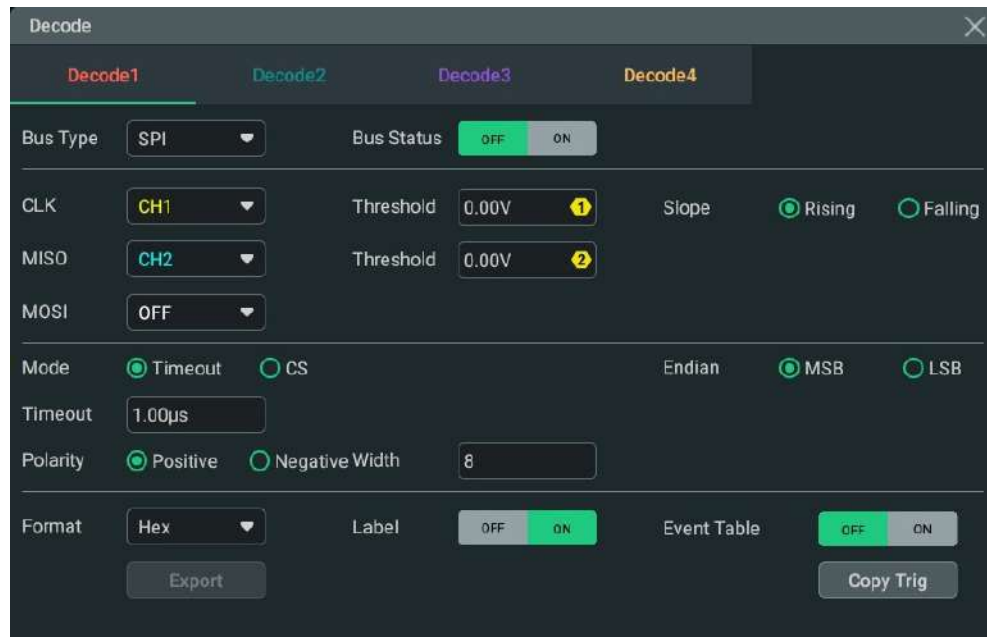 Decode
Decode1 Decode2 Decode3 Decode4
Bus Type SPI Bus Status OFF ON
CLK CH1 Threshold 0.00V 1 Slope Rising Falling
MISO CH2 Threshold 0.00V 2
MOSI OFF
Mode Timeout CS Endian MSB LSB
Timeout 1.00µs
Polarity Positive Negative Width 8
Format Hex Label OFF ON Event Table OFF ON
Export Copy Trig